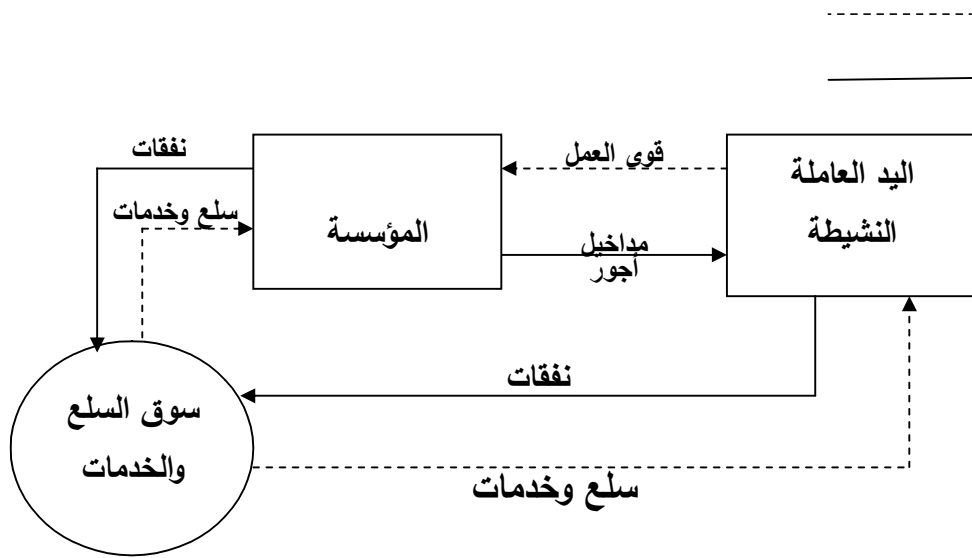 اليد العاملة
النشيطة
قوى العمل
مداخيل
أجور
المؤسسة
نفقات
سلع وخدمات
نفقات
سوق السلع
والخدمات
سلع وخدمات